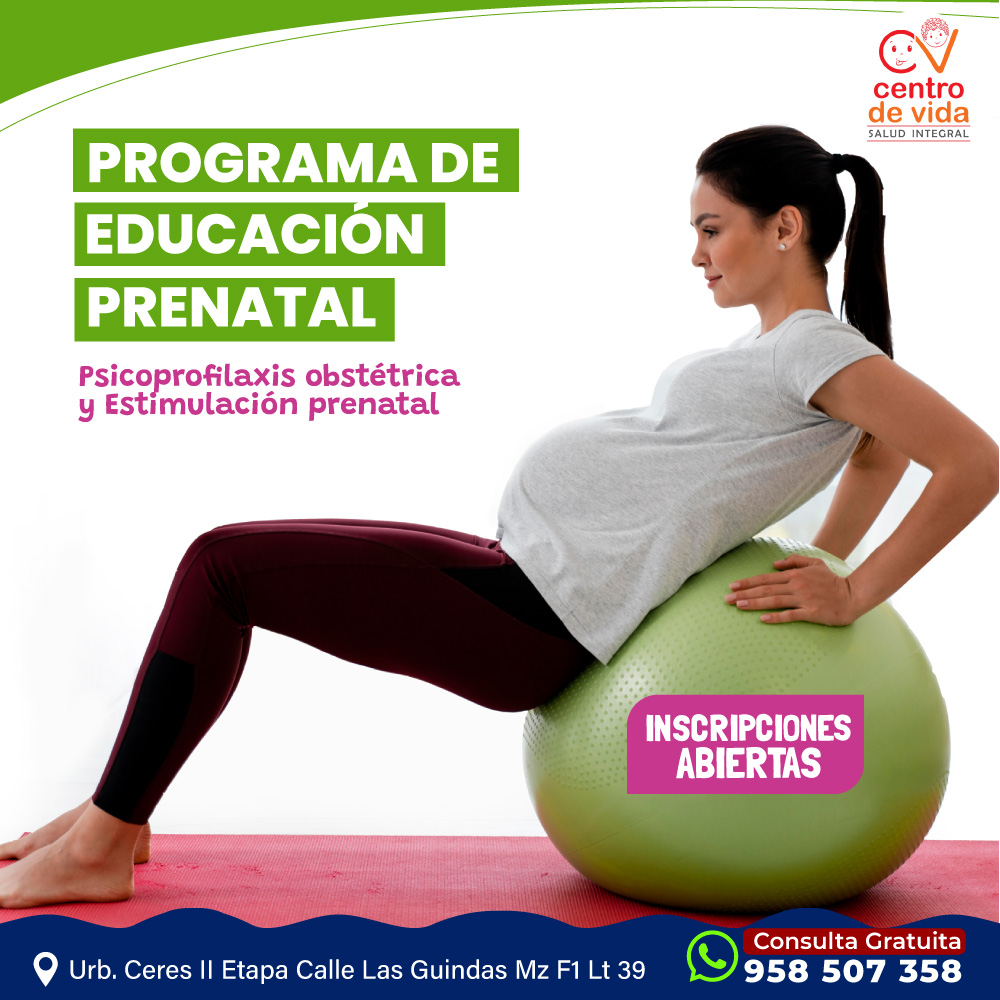 CV
centro
de vida
SALUD INTEGRAL
PROGRAMA DE
EDUCACIÓN
PRENATAL
Psicoprofilaxis obstétrica
y Estimulación prenatal
INSCRIPCIONES
ABIERTAS
Urb. Ceres II Etapa Calle Las Guindas Mz F1 Lt 39
Consulta Gratuita
958 507 358